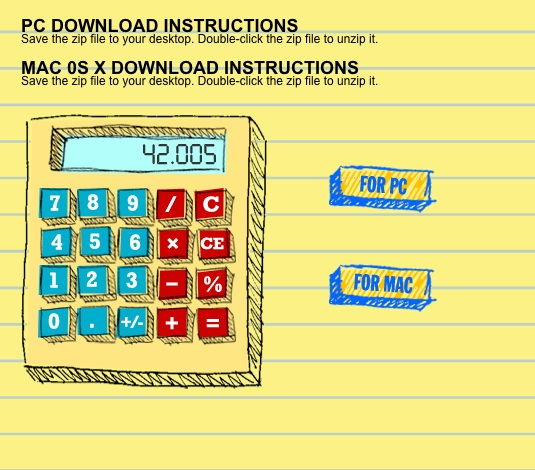 PC DOWNLOAD INSTRUCTIONS
Save the zip file to your desktop. Double-click the zip file to unzip it.
MAC 0S X DOWNLOAD INSTRUCTIONS
Save the zip file to your desktop. Double-click the zip file to unzip it.
42.005
7 8 9 / C
4 5 6 × CE
1 2 3 − %
0 . +/- + =
FOR PC
FOR MAC